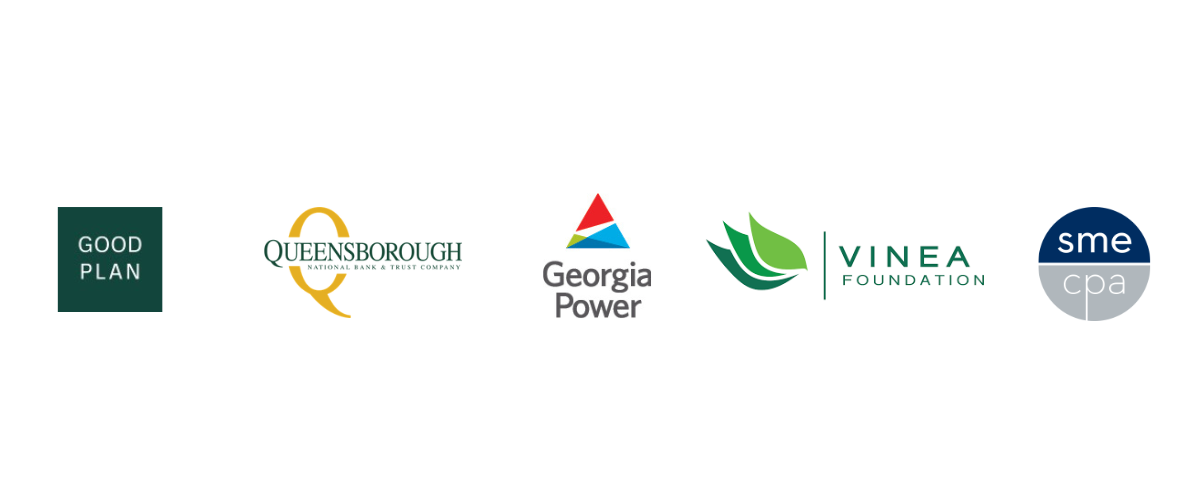 GOOD
PLAN
QUEENSBOROUGH
NATIONAL BANK & TRUST COMPANY
Georgia
Power
VINEA
FOUNDATION
sme
cpa